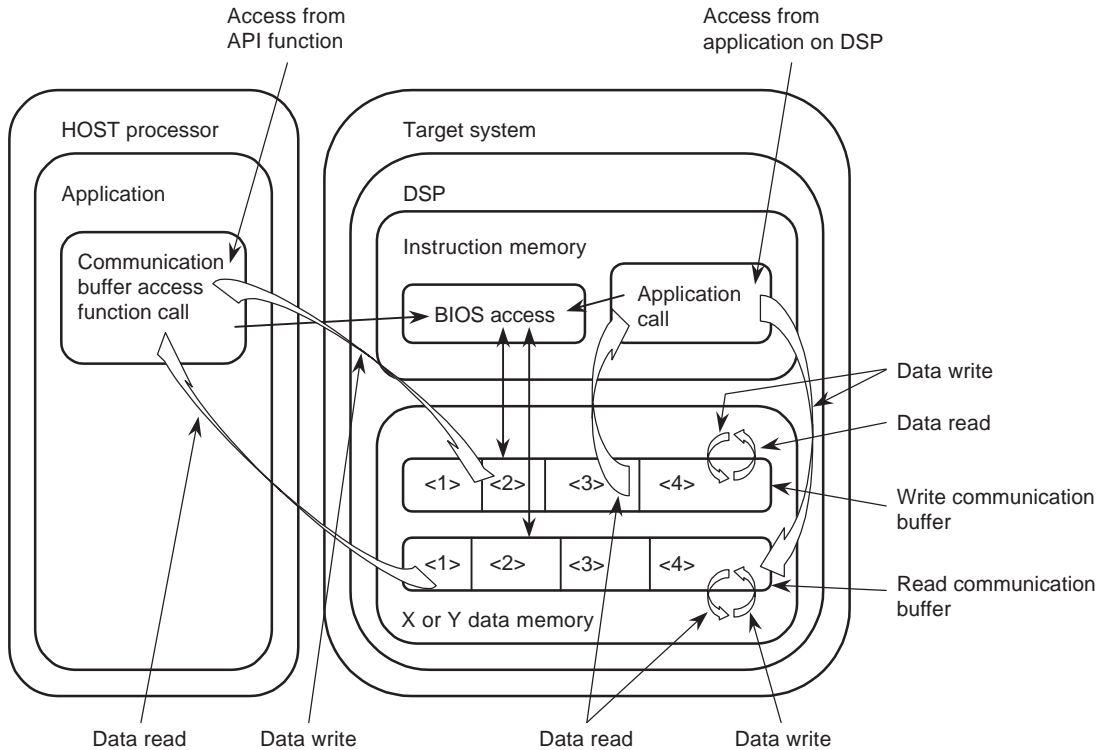 Access from
API function
Access from
application on DSP
HOST processor
Target system
Application
DSP
Communication
buffer access
function call
Instruction memory
BIOS access
Application
call
Data write
Data read
<1>
<2>
<3>
<4>
Write communication
buffer
<1>
<2>
<3>
<4>
Read communication
buffer
X or Y data memory
Data read
Data write
Data read
Data write